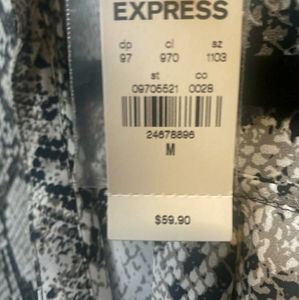 EXPRESS
dp cl sz
97 970 1103
st co
09705521 0028
24678896
M
$59.90